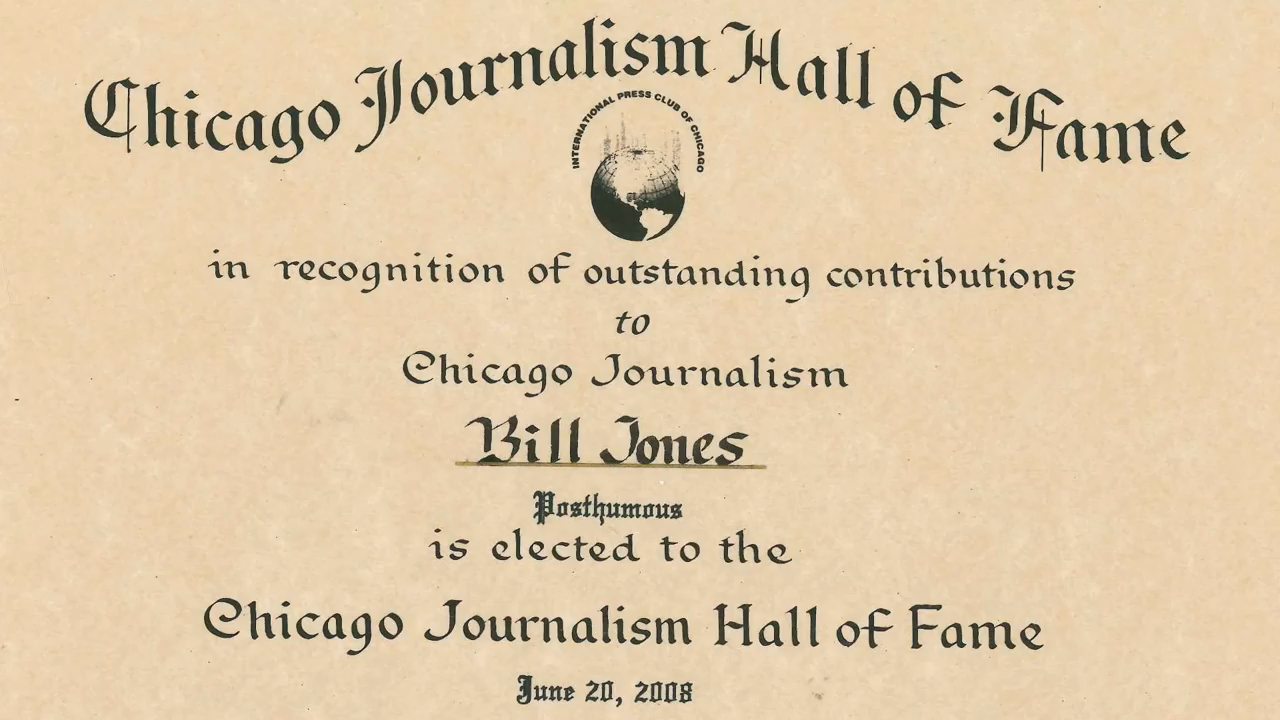 Chicago Journalism Hall of Fame
INTERNATIONAL PRESS CLUB OF CHICAGO
in recognition of outstanding contributions
to
Chicago Journalism
Bill Jones
Posthumous
is elected to the
Chicago Journalism Hall of Fame
June 20, 2008